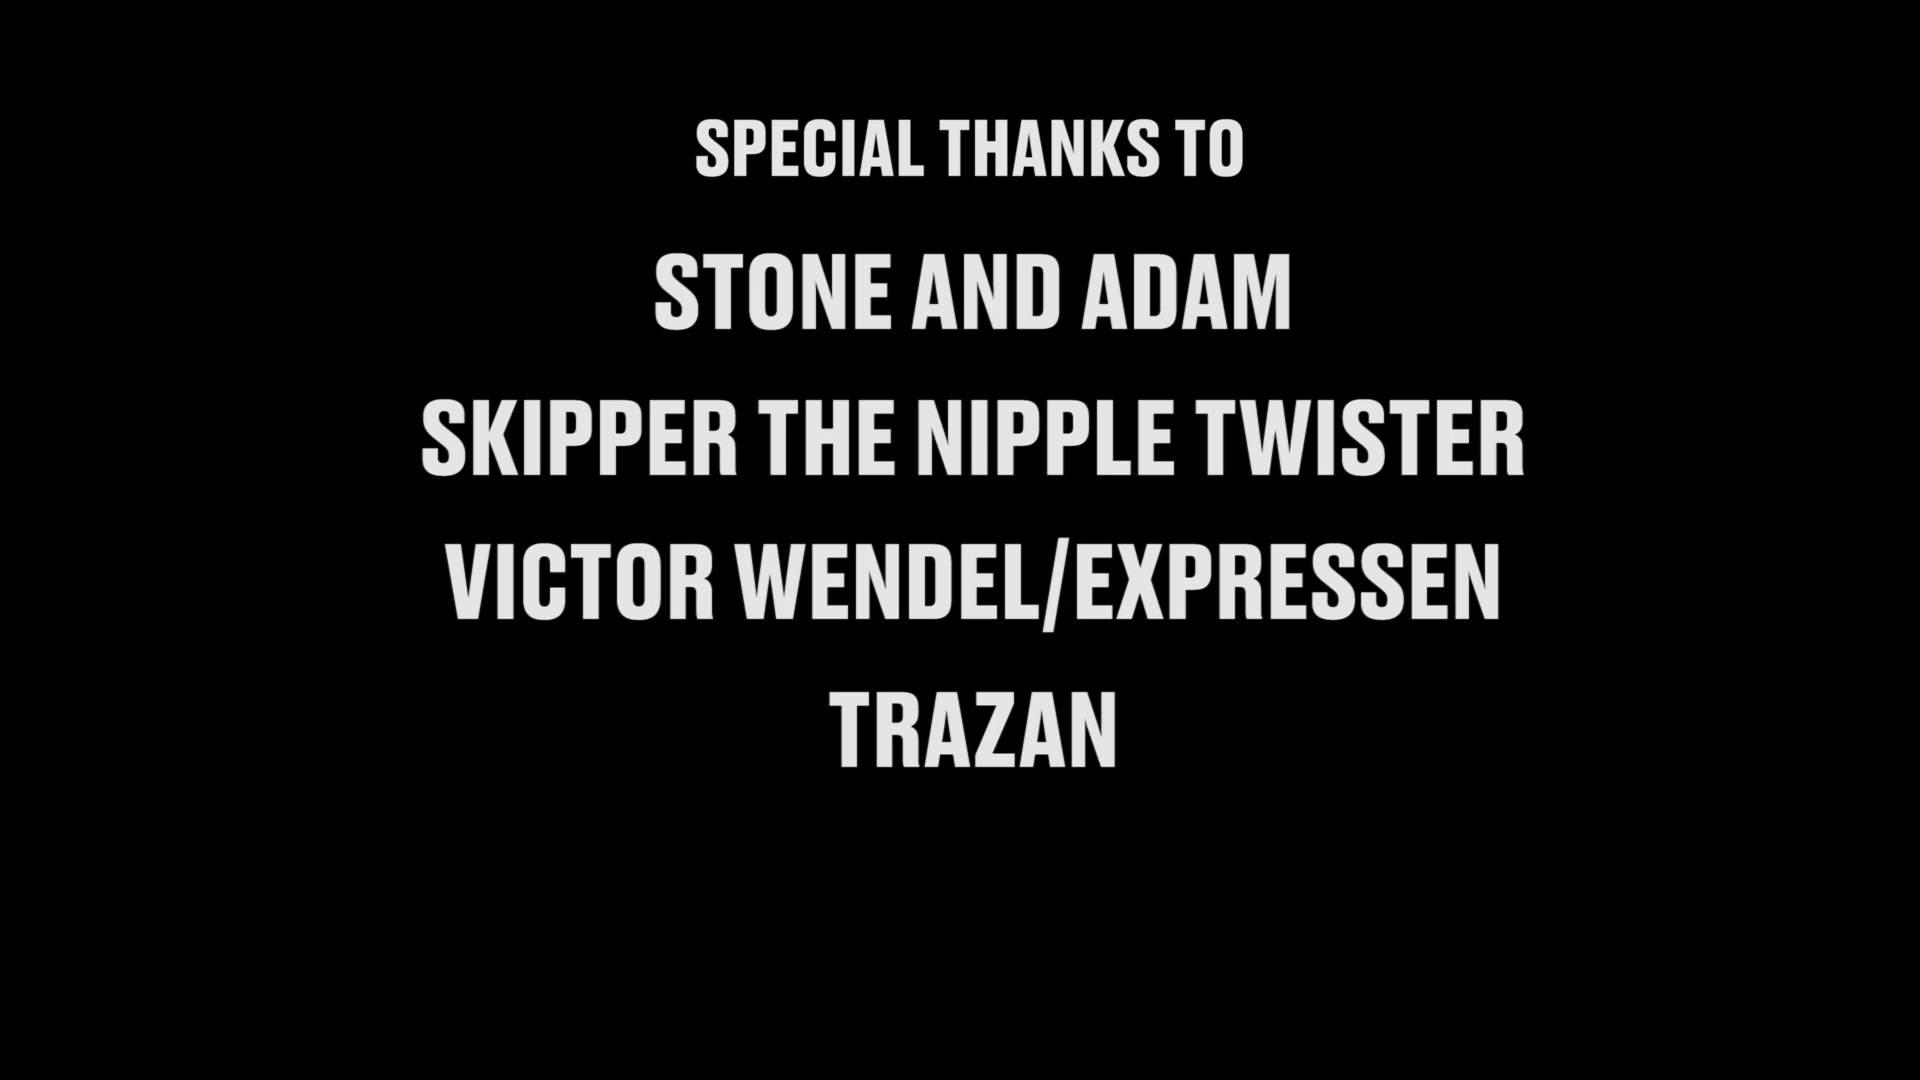 SPECIAL THANKS TO
STONE AND ADAM
SKIPPER THE NIPPLE TWISTER
VICTOR WENDEL/EXPRESSEN
TRAZAN